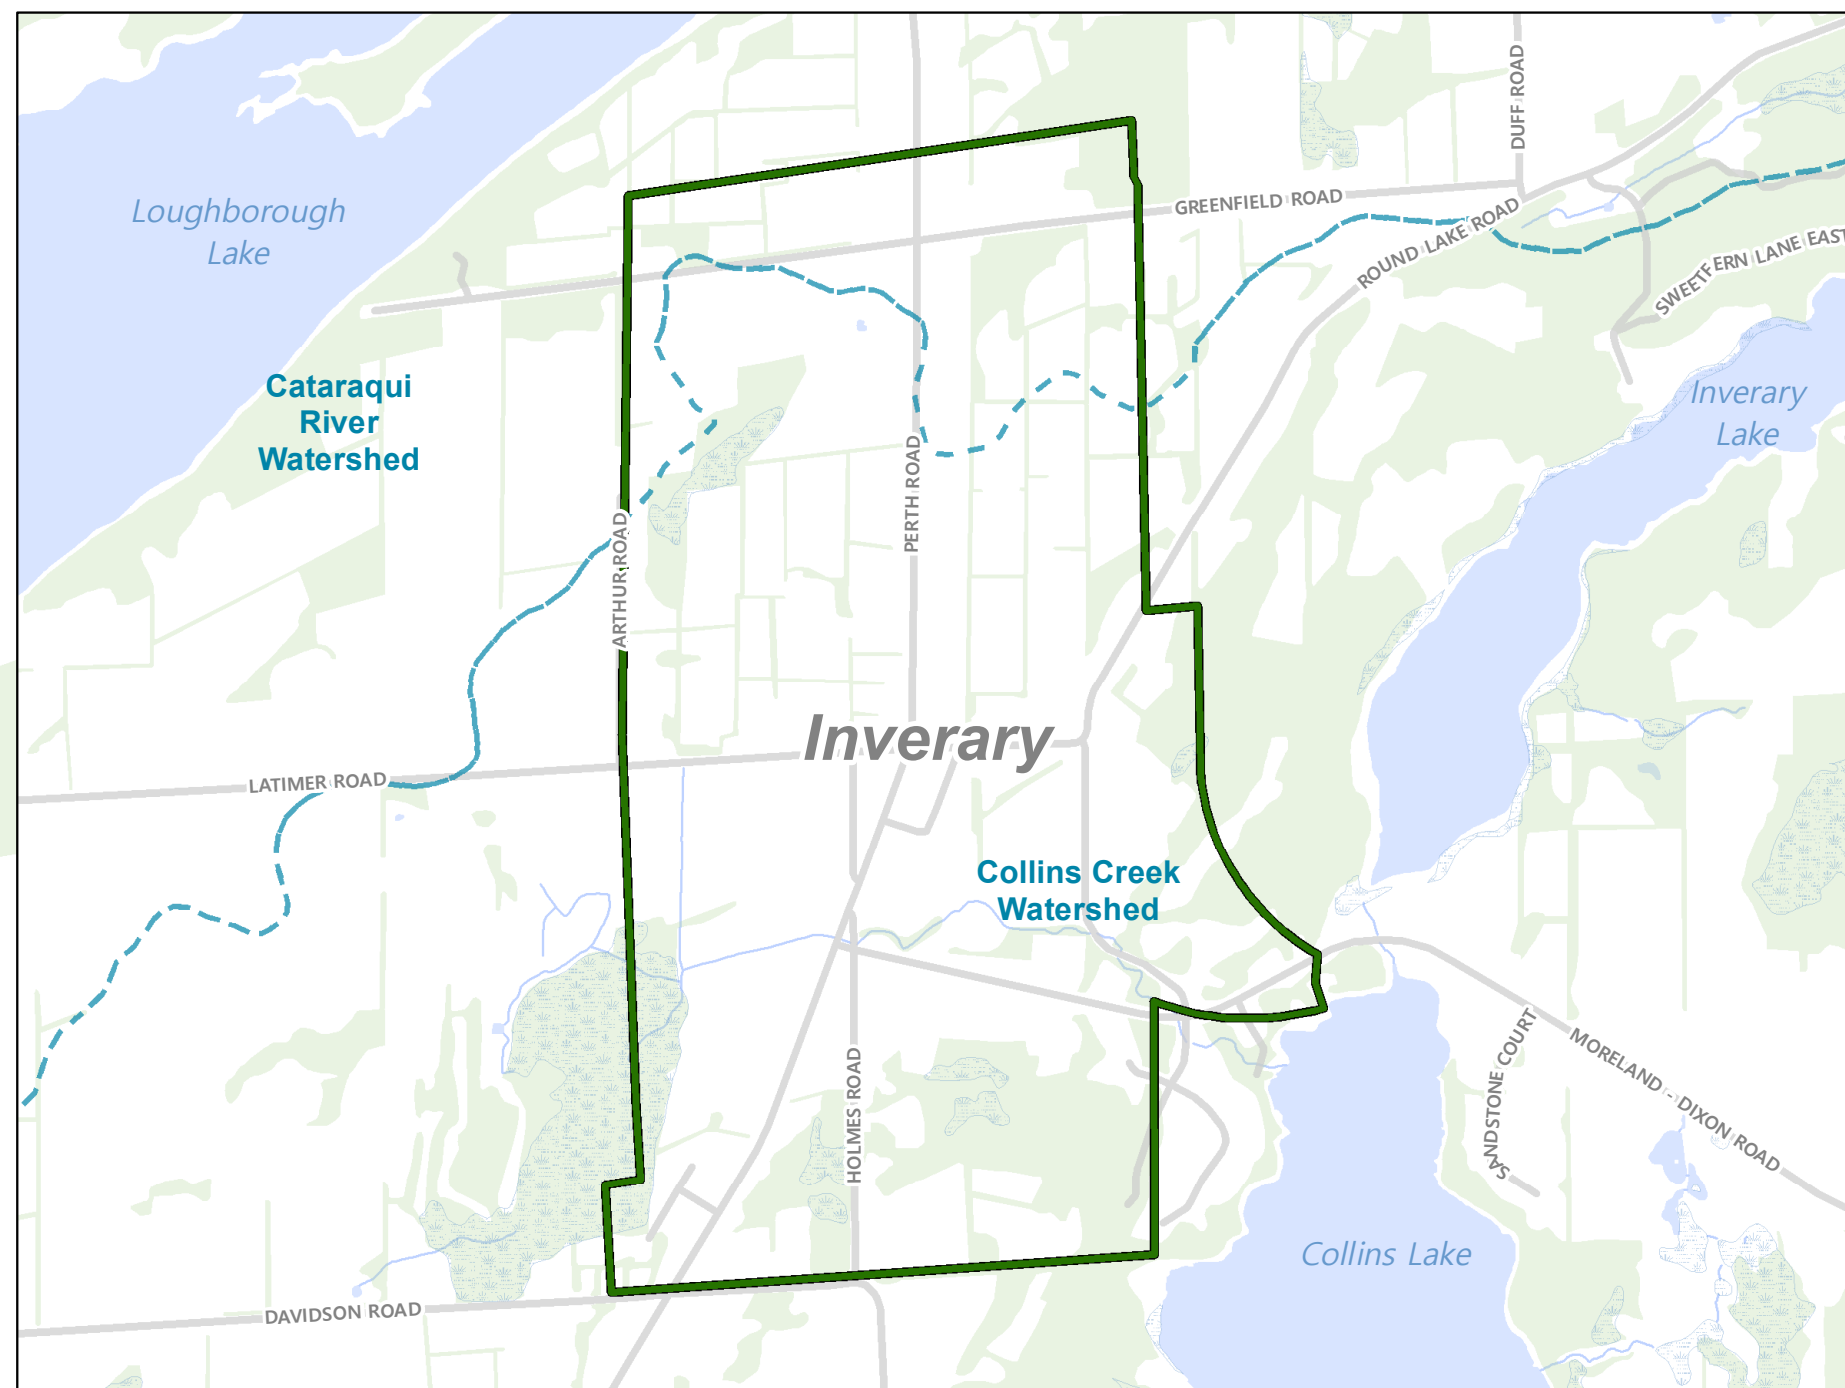 DUFF ROAD
GREENFIELD ROAD
Loughborough
Lake
ROUND LAKE ROAD
SWEETFERN LANE EAST
Cataraqui
River
Watershed
Inverary
Lake
PERTH ROAD
ARTHUR ROAD
Inverary
LATIMER ROAD
Collins Creek
Watershed
SANDSTONE COURT
MORELAND - DIXON ROAD
HOLMES ROAD
Collins Lake
DAVIDSON ROAD